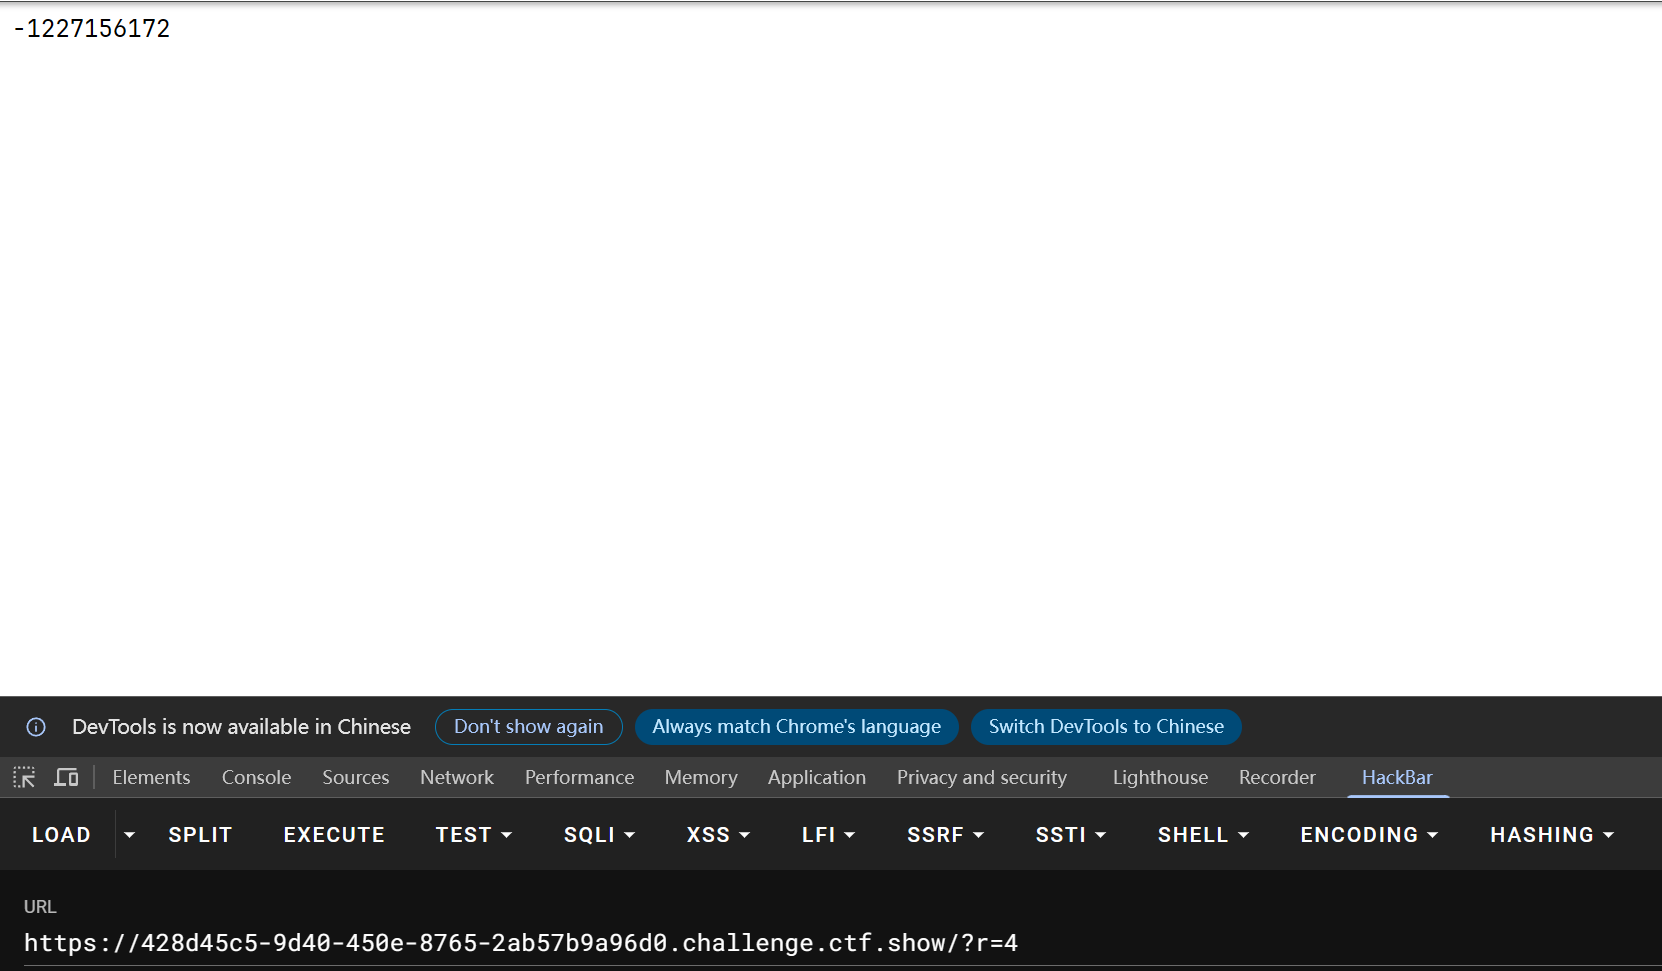 -1227156172
DevTools is now available in Chinese Don't show again Always match Chrome's language Switch DevTools to Chinese
Elements Console Sources Network Performance Memory Application Privacy and security Lighthouse Recorder HackBar
LOAD SPLIT EXECUTE TEST SQLI XSS LFI SSRF SSTI SHELL ENCODING HASHING
URL
https://428d45c5-9d40-450e-8765-2ab57b9a96d0.challenge.ctf.show/?r=4